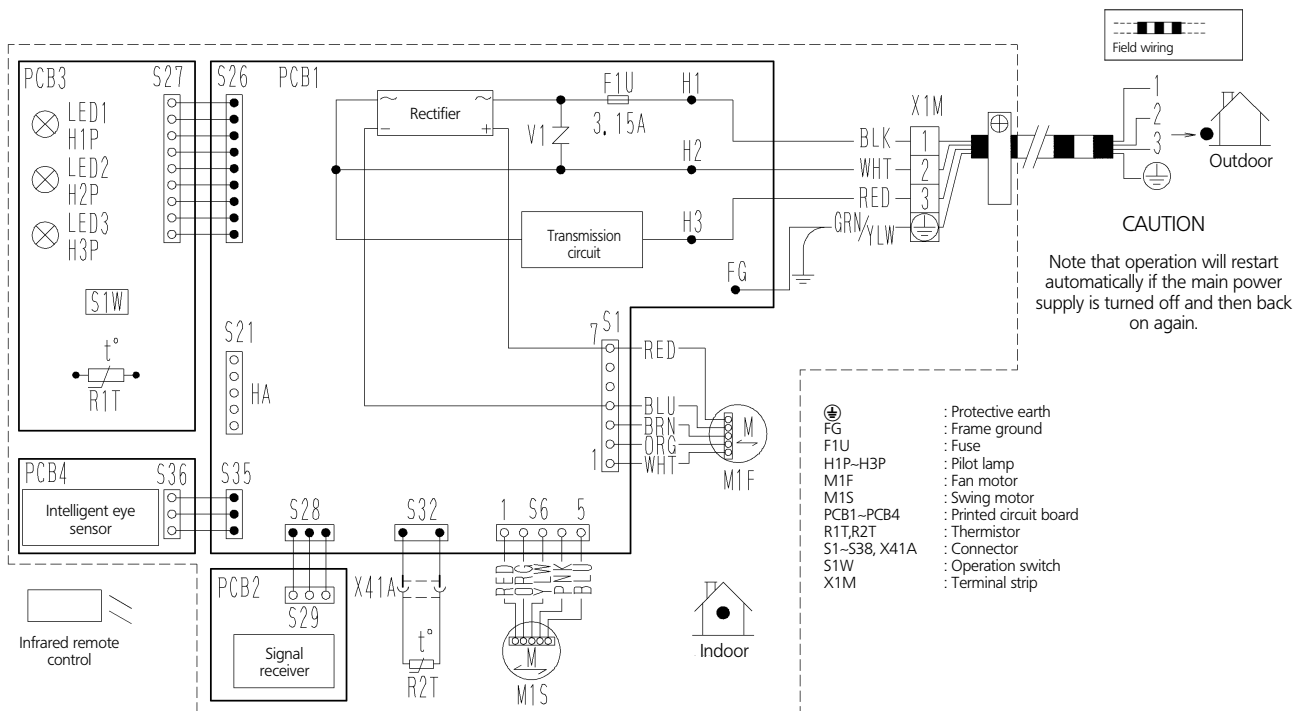 Field wiring
PCB3
S27
S26
PCB1
LED1
H1P
LED2
H2P
LED3
H3P
S1W
t°
R1T
Rectifier
~
~
−
+
F1U
3.15A
V1
H1
H2
H3
Transmission
circuit
FG
BLK
WHT
RED
GRN/YLW
X1M
1
2
3
1
2
3
Outdoor
CAUTION
Note that operation will restart
automatically if the main power
supply is turned off and then back
on again.
S21
HA
S1
7
1
RED
BLU
BRN
ORG
WHT
M
M1F
PCB4
S36
S35
Intelligent eye
sensor
S28
S32
1 S6 5
RED
ORG
YLW
PNK
BLU
M
M1S
PCB2
S29
Signal
receiver
X41A
t°
R2T
Infrared remote
control
Indoor
: Protective earth
FG : Frame ground
F1U : Fuse
H1P~H3P : Pilot lamp
M1F : Fan motor
M1S : Swing motor
PCB1~PCB4 : Printed circuit board
R1T,R2T : Thermistor
S1~S38, X41A : Connector
S1W : Operation switch
X1M : Terminal strip